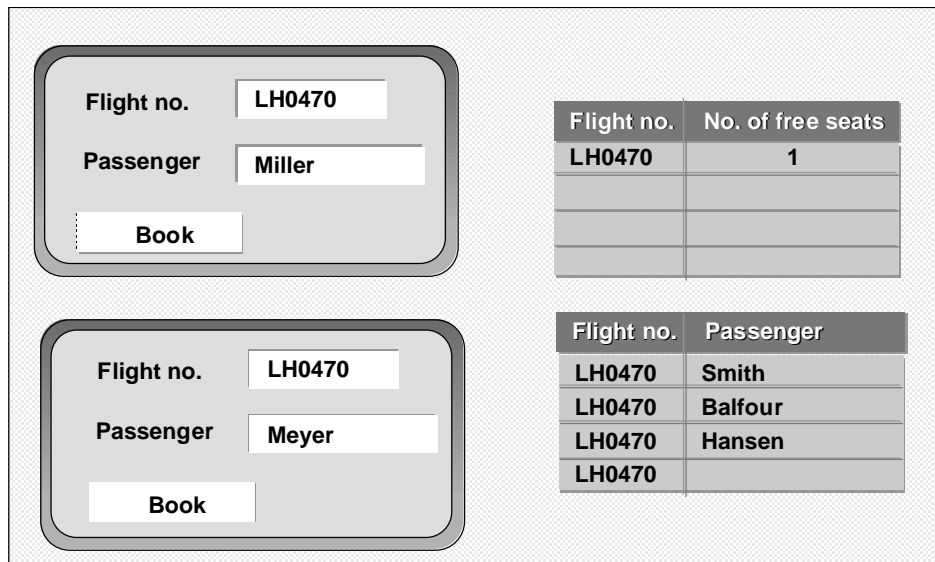 Flight no. LH0470
Passenger Miller
Book
Flight no. No. of free seats
LH0470 1
Flight no. LH0470
Passenger Meyer
Book
Flight no. Passenger
LH0470 Smith
LH0470 Balfour
LH0470 Hansen
LH0470